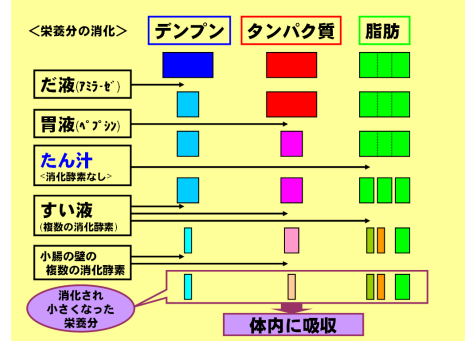 ＜栄養分の消化＞
デンプン
タンパク質
脂肪
だ液(ｱﾐﾗｰｾﾞ)
胃液(ﾍﾟﾌﾟｼﾝ)
たん汁
<消化酵素なし>
すい液
(複数の消化酵素)
小腸の壁の
複数の消化酵素
消化され
小さくなった
栄養分
体内に吸収